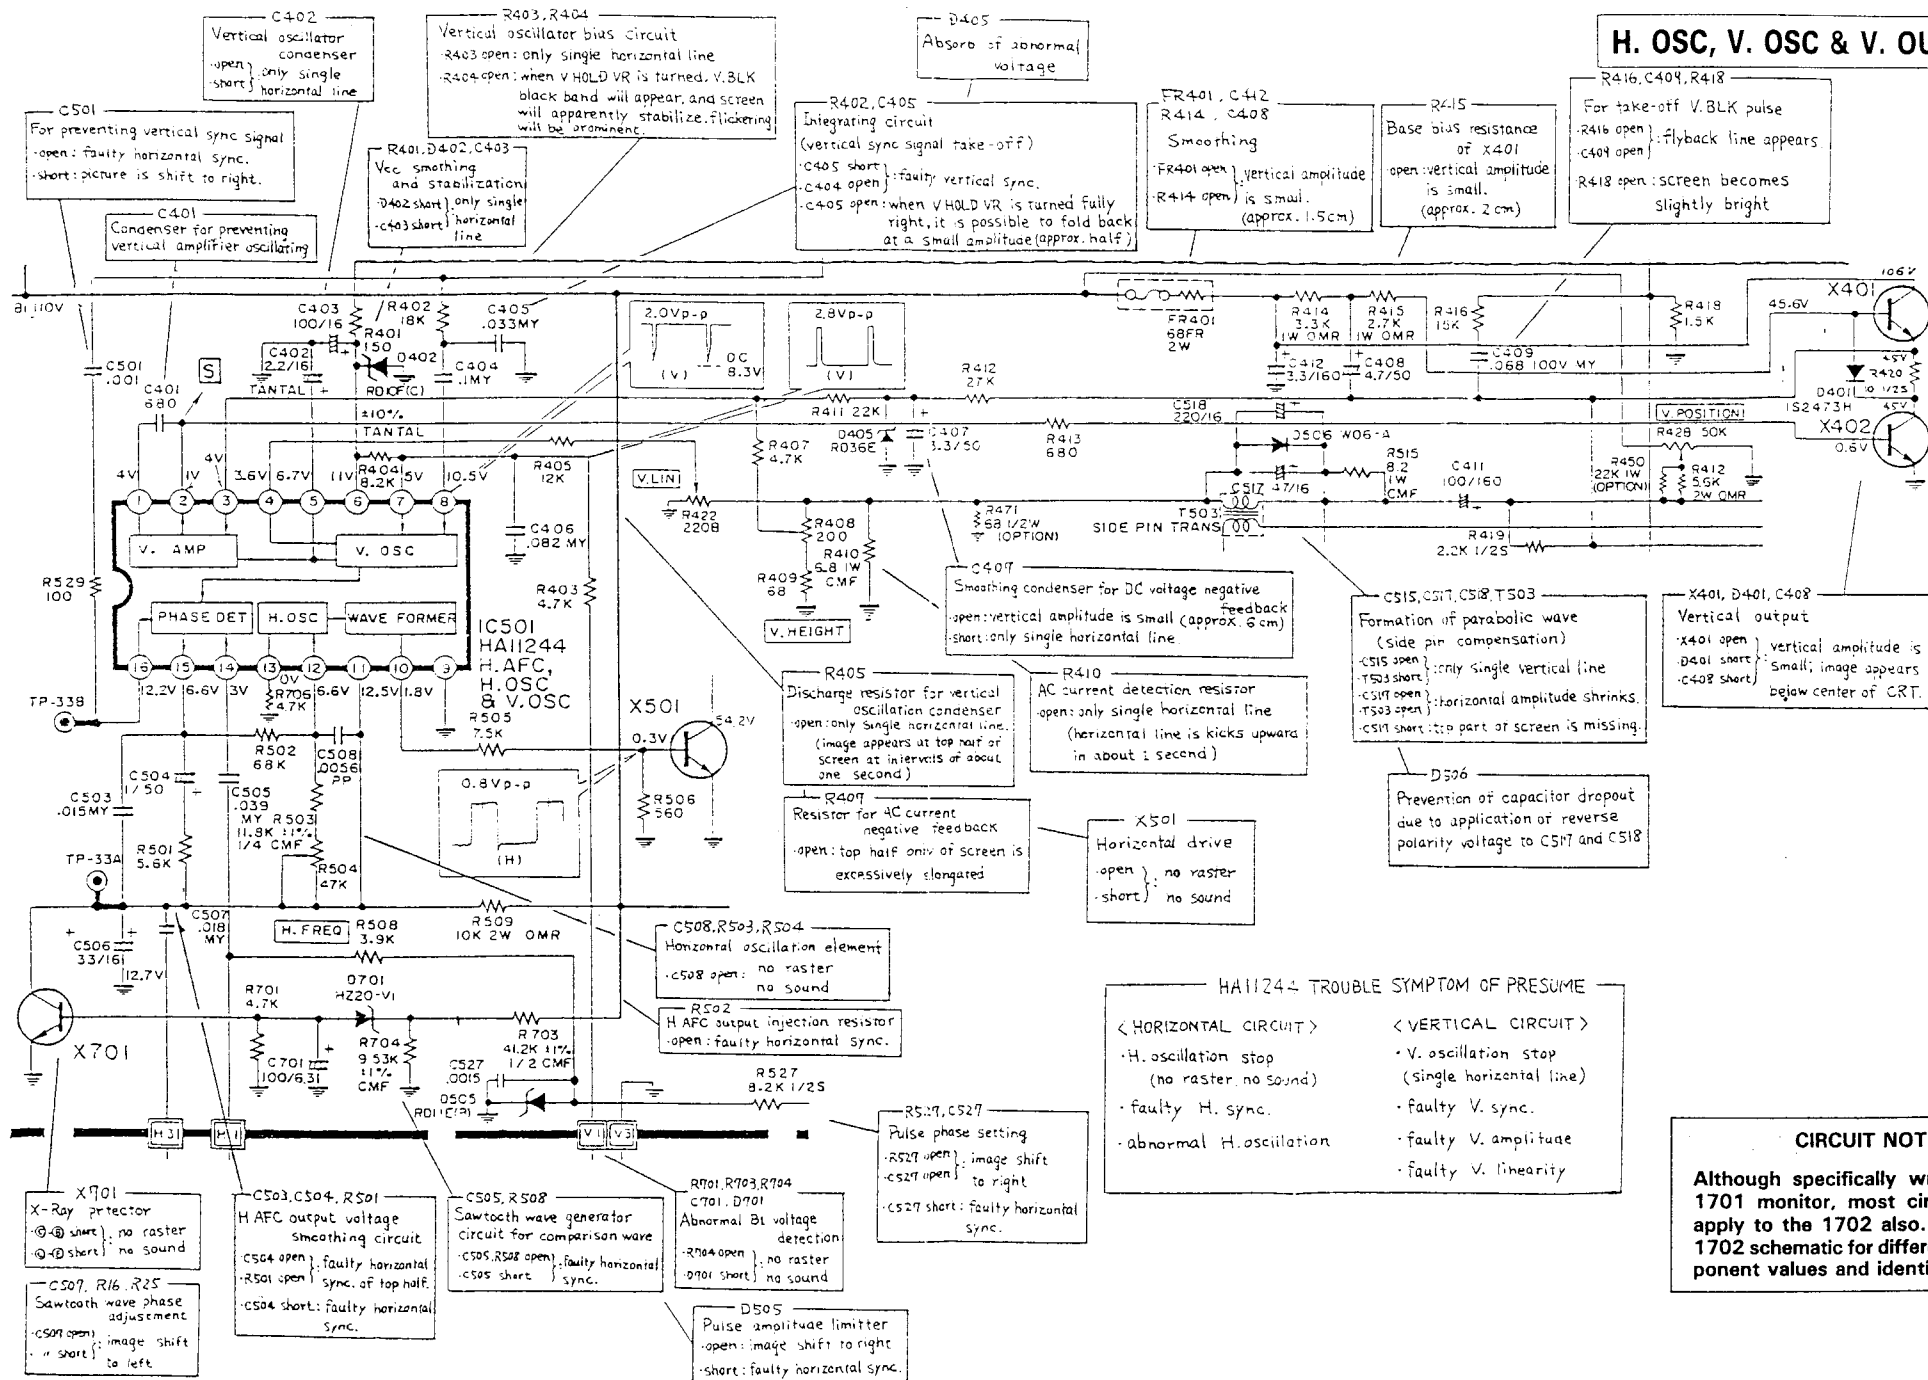 H. OSC, V. OSC & V. OU
C402
Vertical oscillator
condenser
·open
·short
: only single
horizontal line
R403, R404
Vertical oscillator bias circuit
·R403 open : only single horizontal line
·R404 open : when V HOLD VR is turned, V.BLK
black band will appear, and screen
will apparently stabilize. flickering
will be prominent.
D405
Absorb of abnormal
voltage
C501
For preventing vertical sync signal
·open : faulty horizontal sync.
·short : picture is shift to right.
R401, D402, C403
Vcc smothing
and stabilization
·D402 short
·C403 short
: only single
horizontal
line
R402, C405
Integrating circuit
(vertical sync signal take-off)
·C405 short
·C404 open
: faulty vertical sync.
·C405 open : when V HOLD VR is turned fully
right, it is possible to fold back
at a small amplitude (approx. half)
FR401, C412
R414, C408
Smoothing
·FR401 open
·R414 open
: vertical amplitude
is small.
(approx. 1.5cm)
R415
Base bias resistance
of X401
open : vertical amplitude
is small.
(approx. 2 cm)
R416, C409, R418
For take-off V.BLK pulse
·R416 open
·C409 open
: flyback line appears
·R418 open : screen becomes
slightly bright
C401
Condenser for preventing
vertical amplifier oscillating
B1 110V
C403
100/16
R402
18K
C405
.033MY
R401
150
C402
2.2/16
TANTAL
D402
RD10F(C)
C404
.1MY
C501
.001
C401
680
S
±10%
TANTAL
2.0Vp-p
DC
8.3V
(V)
2.8Vp-p
(V)
FR401
68FR
2W
R414
3.3K
1W OMR
R415
2.7K
1W OMR
R416
15K
R418
1.5K
106V
X401
45.6V
C412
3.3/160
C408
4.7/50
C409
.068 100V MY
45V
R420
10 1/2S
D401
1S2473H
45V
X402
0.6V
R412
27K
R411 22K
D405
R036E
C407
3.3/50
R413
680
C518
220/16
D506 W06-A
V. POSITION
R428 50K
R450
22K 1W
(OPTION)
R412
5.6K
2W OMR
R407
4.7K
R405
12K
V.LIN
R422
220B
R408
200
R410
6.8 1W
CMF
R409
68
V. HEIGHT
R471
68 1/2W
(OPTION)
C517
47/16
T503
SIDE PIN TRANS
R515
8.2
1W
CMF
C411
100/160
R419
2.2K 1/2S
C406
.082 MY
R403
4.7K
4V
1V
4V
3.6V
6.7V
11V
R404
8.2K
5V
10.5V
1 2 3 4 5 6 7 8
V. AMP
V. OSC
PHASE DET
H.OSC
WAVE FORMER
IC501
HA11244
H. AFC,
H.OSC
& V.OSC
16 15 14 13 12 11 10 9
R529
100
TP-33B
12.2V
6.6V
3V
0V
6.6V
12.5V
1.8V
R706
4.7K
R502
68K
C508
.0056
PP
R505
7.5K
0.3V
X501
54.2V
R506
560
0.8Vp-p
(H)
C503
.015MY
C504
1/50
C505
.039
MY
R503
11.8K ±1%
1/4 CMF
R501
5.6K
R504
47K
TP-33A
C507
.018
MY
H. FREQ
R508
3.9K
R509
10K 2W OMR
C506
33/16
12.7V
X701
R701
4.7K
D701
HZ20-V1
C701
100/6.31
R704
9.53K
±1%
CMF
R703
41.2K ±1%
1/2 CMF
C527
.0015
D505
RD11E(B)
R527
8.2K 1/2S
H3
H1
V1
V3
C407
Smoothing condenser for DC voltage negative
feedback
·open : vertical amplitude is small (approx. 6cm)
·short : only single horizontal line.
R405
Discharge resistor for vertical
oscillation condenser
·open : only single horizontal line.
(image appears at top half of
screen at intervals of about
one second)
R410
AC current detection resistor
·open : only single horizontal line
(horizontal line is kicks upward
in about 1 second)
C515, C517, C518, T503
Formation of parabolic wave
(side pin compensation)
·C515 open
·T503 short
: only single vertical line
·C517 open
·T503 open
: horizontal amplitude shrinks.
·C517 short : top part of screen is missing.
X401, D401, C408
Vertical output
·X401 open
·D401 short
·C408 short
: vertical amplitude is
small; image appears
below center of CRT.
R407
Resistor for AC current
negative feedback
·open : top half only of screen is
excessively elongared
X501
Horizontal drive
·open
·short
: no raster
no sound
D506
Prevention of capacitor dropout
due to application of reverse
polarity voltage to C517 and C518
C508, R503, R504
Horizontal oscillation element
·C508 open : no raster
no sound
R502
H AFC output injection resistor
·open : faulty horizontal sync.
HA11244 TROUBLE SYMPTOM OF PRESUME
<HORIZONTAL CIRCUIT>
·H. oscillation stop
(no raster, no sound)
·faulty H. sync.
·abnormal H. oscillation
<VERTICAL CIRCUIT>
·V. oscillation stop
(single horizontal line)
·faulty V. sync.
·faulty V. amplitude
·faulty V. linearity
R527, C527
Pulse phase setting
·R527 open
·C527 open
: image shift
to right
·C527 short : faulty horizontal
sync.
X701
X-Ray prtector
·C-B short
·C-E short
: no raster
no sound
C507, R16, R25
Sawtooth wave phase
adjustment
·C507 open
· " short
: image shift
to left
C503, C504, R501
H AFC output voltage
smoothing circuit
·C504 open
·R501 open
: faulty horizontal
sync. of top half.
·C504 short : faulty horizontal
sync.
C505, R508
Sawtooth wave generator
circuit for comparison wave
·C505, R508 open
·C505 short
: faulty horizontal
sync.
R701, R703, R704
C701, D701
Abnormal B1 voltage
detection
·R704 open
·D701 short
: no raster
no sound
D505
Pulse amplitude limitter
·open : image shift to right
·short : faulty horizontal sync.
CIRCUIT NOT
Although specifically wr
1701 monitor, most cir
apply to the 1702 also.
1702 schematic for differ
ponent values and identi